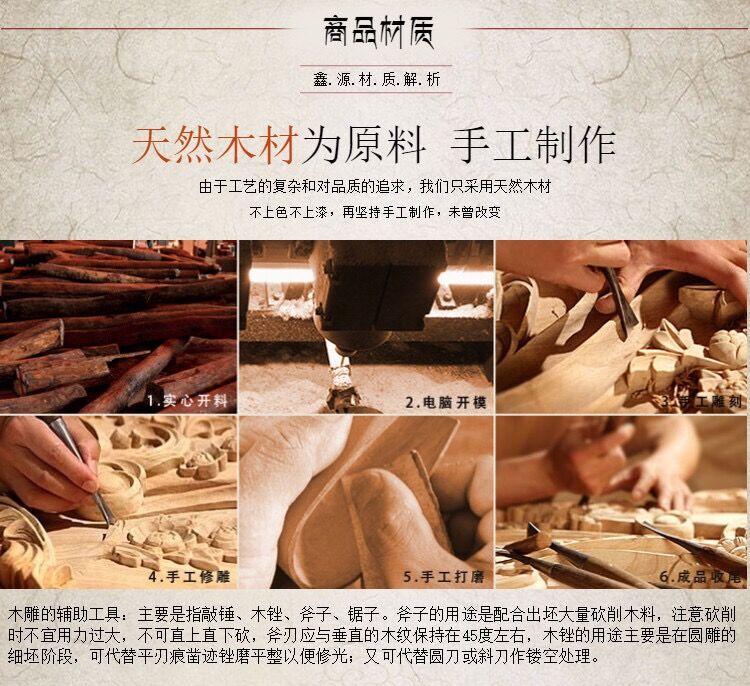 商品材质
鑫.源.材.质.解.析
天然木材为原料 手工制作
由于工艺的复杂和对品质的追求，我们只采用天然木材
不上色不上漆，再坚持手工制作，未曾改变
1.实心开料
2.电脑开模
3.手工雕刻
4.手工修雕
5.手工打磨
6.成品收尾
木雕的辅助工具：主要是指敲锤、木锉、斧子、锯子。斧子的用途是配合出坯大量砍削木料，注意砍削
时不宜用力过大，不可直上直下砍，斧刃应与垂直的木纹保持在45度左右，木锉的用途主要是在圆雕的
细坯阶段，可代替平刃痕凿迹锉磨平整以便修光；又可代替圆刀或斜刀作镂空处理。